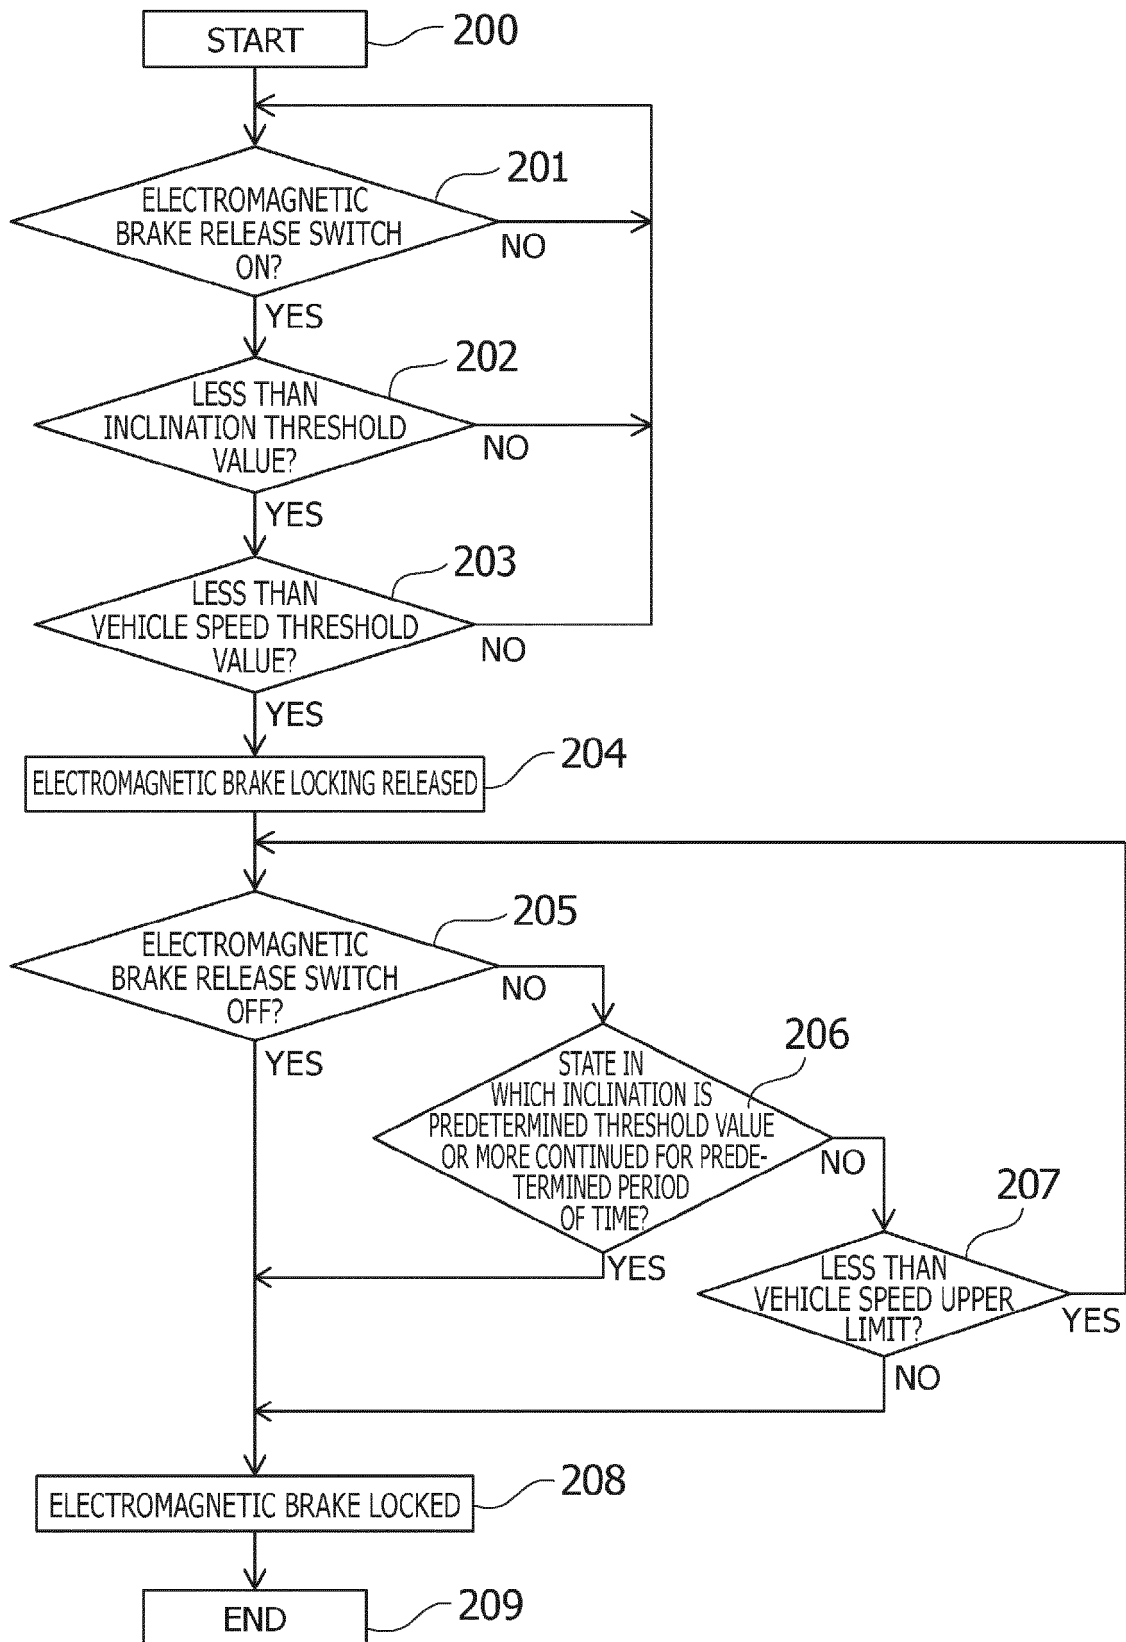 START
200
201
ELECTROMAGNETIC
BRAKE RELEASE SWITCH
ON?
NO
YES
202
LESS THAN
INCLINATION THRESHOLD
VALUE?
NO
YES
203
LESS THAN
VEHICLE SPEED THRESHOLD
VALUE?
NO
YES
204
ELECTROMAGNETIC BRAKE LOCKING RELEASED
205
ELECTROMAGNETIC
BRAKE RELEASE SWITCH
OFF?
NO
YES
206
STATE IN
WHICH INCLINATION IS
PREDETERMINED THRESHOLD VALUE
OR MORE CONTINUED FOR PREDE-
TERMINED PERIOD
OF TIME?
NO
YES
207
LESS THAN
VEHICLE SPEED UPPER
LIMIT?
YES
NO
208
ELECTROMAGNETIC BRAKE LOCKED
END
209